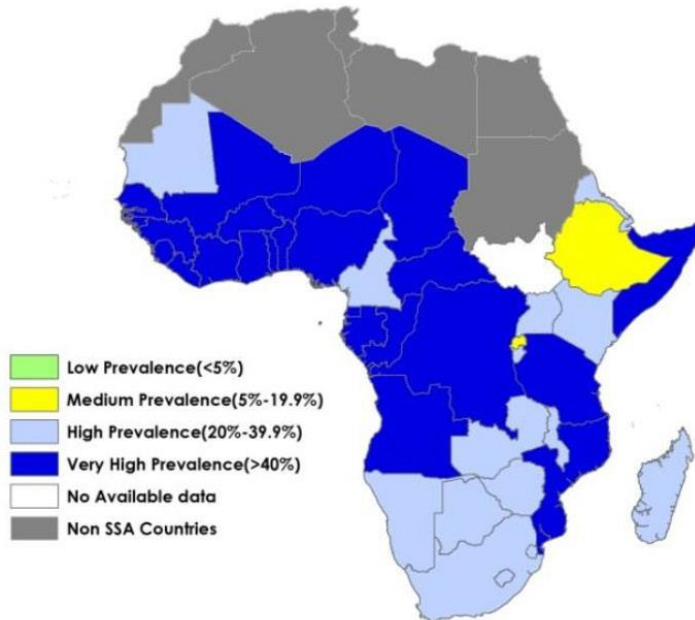 Low Prevalence(<5%)
Medium Prevalence(5%-19.9%)
High Prevalence(20%-39.9%)
Very High Prevalence(>40%)
No Available data
Non SSA Countries